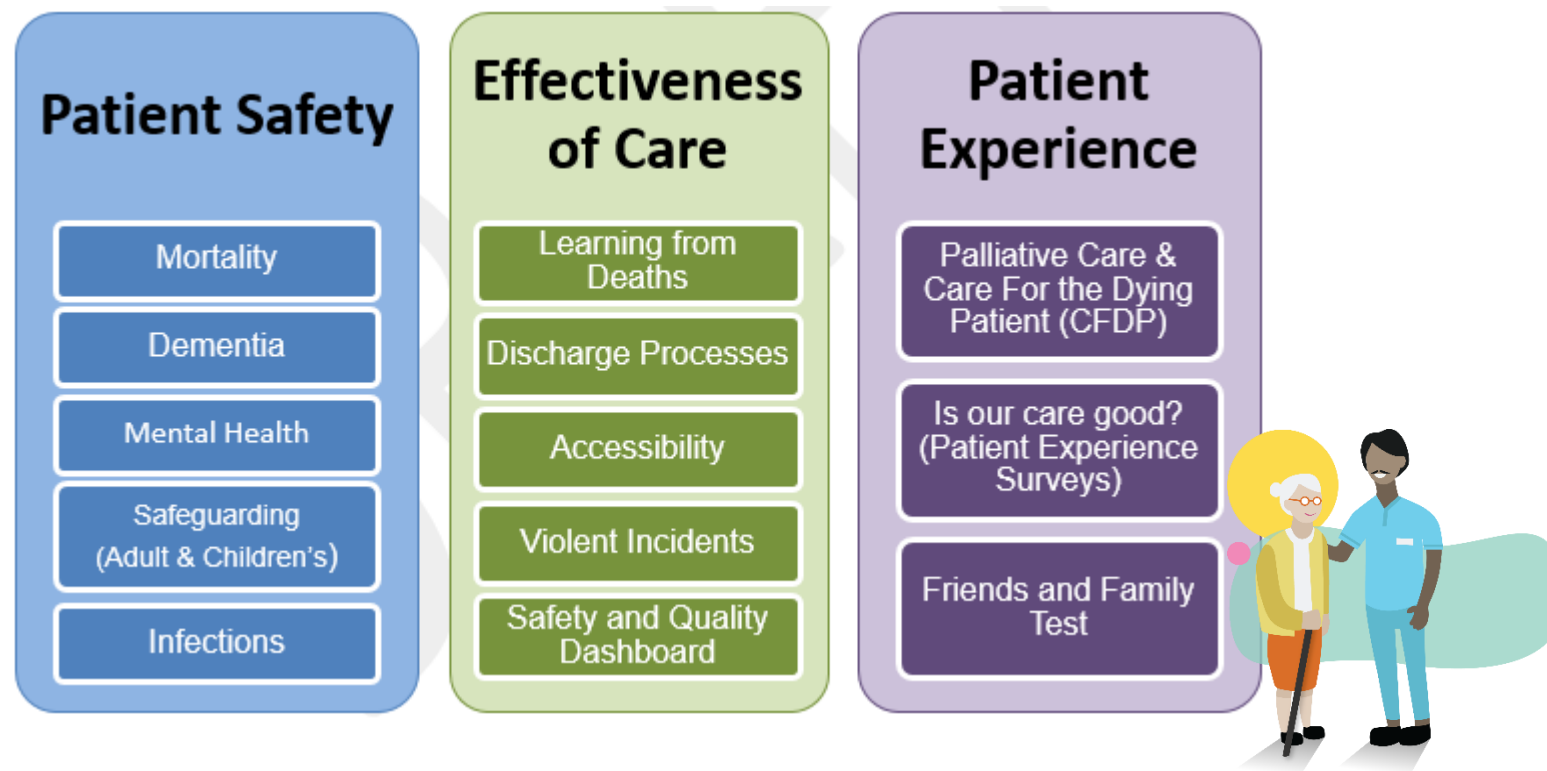 Patient Safety
Mortality
Dementia
Mental Health
Safeguarding
(Adult & Children's)
Infections
Effectiveness
of Care
Learning from
Deaths
Discharge Processes
Accessibility
Violent Incidents
Safety and Quality
Dashboard
Patient
Experience
Palliative Care &
Care For the Dying
Patient (CFDP)
Is our care good?
(Patient Experience
Surveys)
Friends and Family
Test